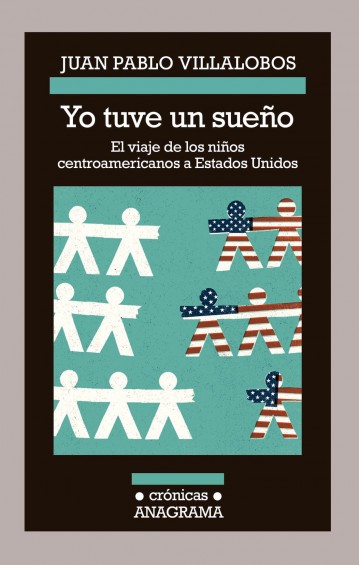 JUAN PABLO VILLALOBOS
Yo tuve un sueño
El viaje de los niños
centroamericanos a Estados Unidos
• crónicas •
ANAGRAMA